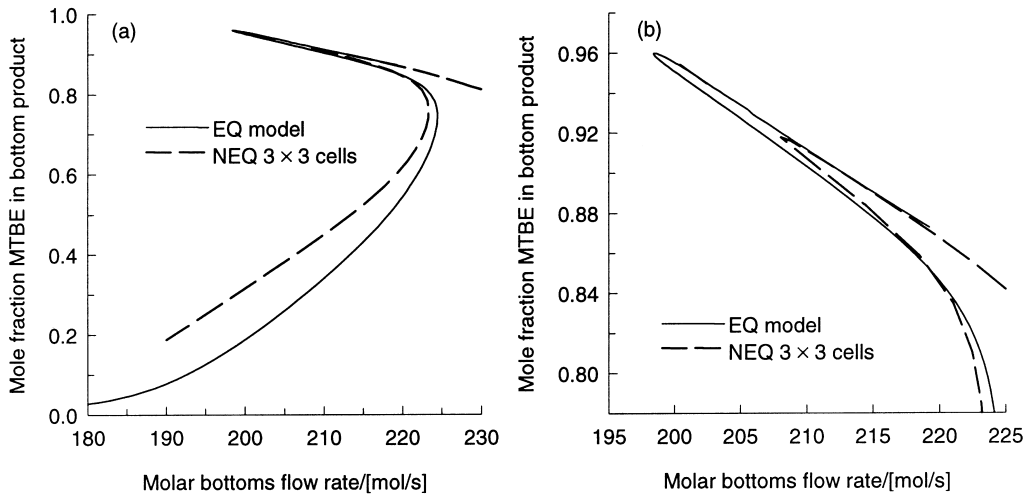 (a)
Mole fraction MTBE in bottom product
1.0
0.8
0.6
0.4
0.2
0.0
EQ model
NEQ 3 × 3 cells
180 190 200 210 220 230
Molar bottoms flow rate/[mol/s]
(b)
Mole fraction MTBE in bottom product
0.96
0.92
0.88
0.84
0.80
EQ model
NEQ 3 × 3 cells
195 200 205 210 215 220 225
Molar bottoms flow rate/[mol/s]